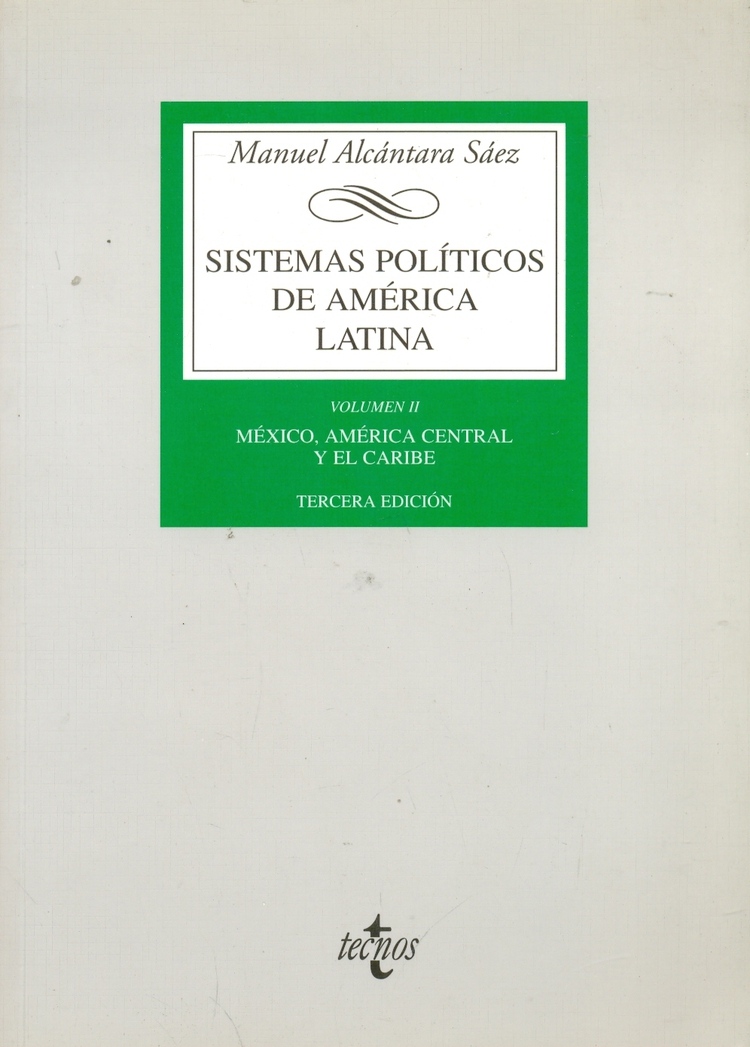 Manuel Alcántara Sáez
SISTEMAS POLÍTICOS
DE AMÉRICA
LATINA
VOLUMEN II
MÉXICO, AMÉRICA CENTRAL
Y EL CARIBE
TERCERA EDICIÓN
tecnos